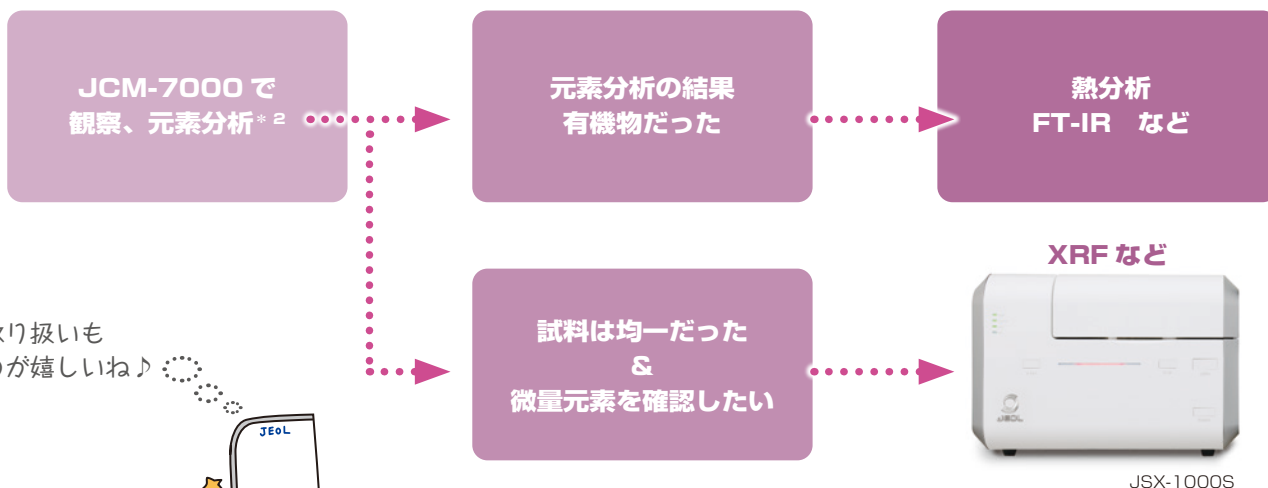 JCM-7000 で
観察、元素分析*2
元素分析の結果
有機物だった
熱分析
FT-IR など
XRF など
試料は均一だった
&
微量元素を確認したい
り扱いも
が嬉しいね♪
JEOL
JEOL
JSX-1000S